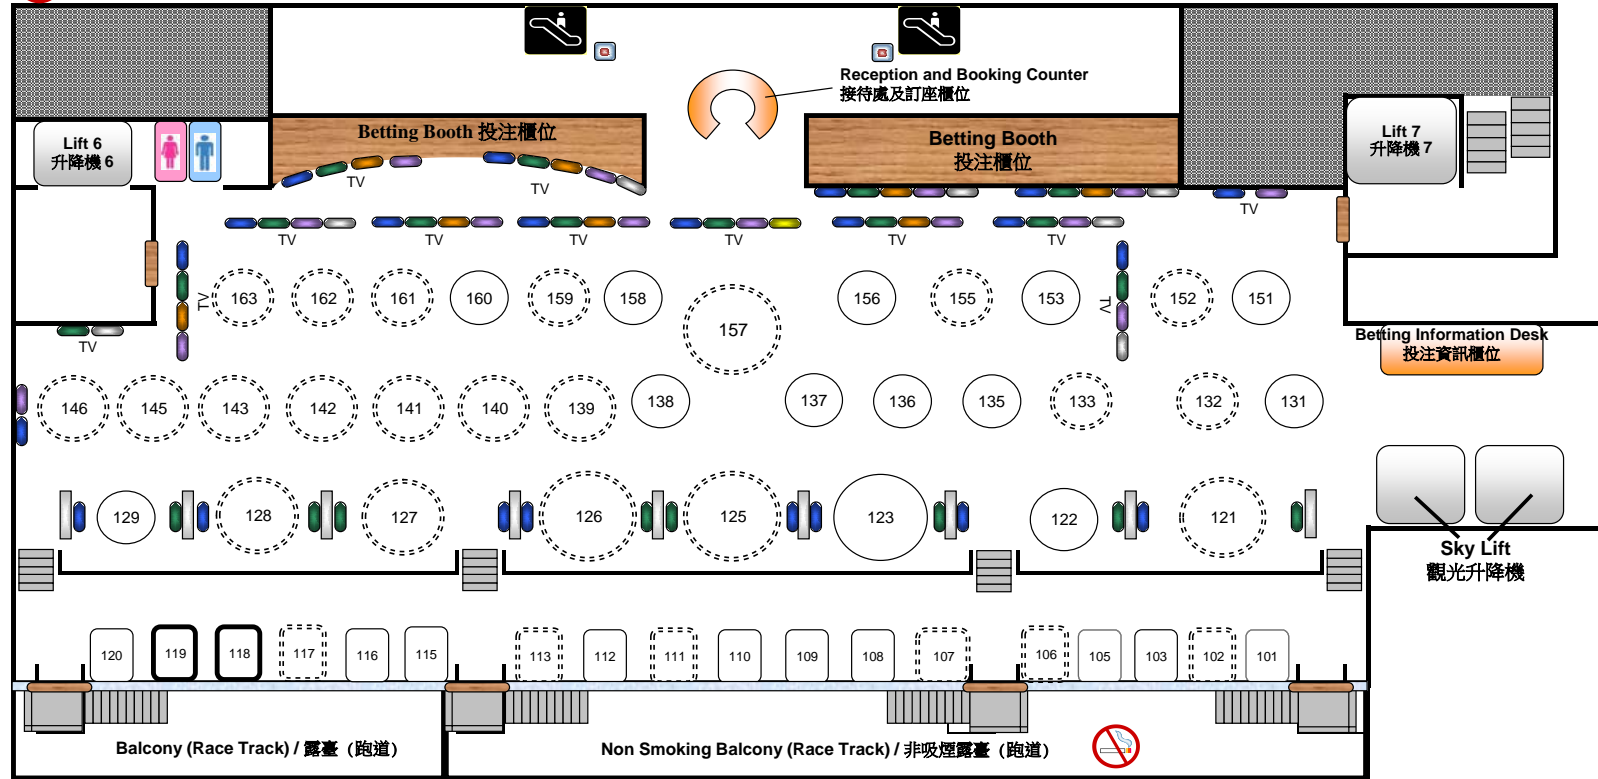 Reception and Booking Counter
接待處及訂座櫃位
Betting Booth 投注櫃位
Betting Booth
投注櫃位
Lift 6
升降機 6
Lift 7
升降機 7
TV
TV
TV
TV
TV
TV
TV
TV
TV
TV
TV
TV
163
162
161
160
159
158
157
156
155
153
152
151
Betting Information Desk
投注資訊櫃位
146
145
143
142
141
140
139
138
137
136
135
133
132
131
129
128
127
126
125
123
122
121
Sky Lift
觀光升降機
120
119
118
117
116
115
113
112
111
110
109
108
107
106
105
103
102
101
Balcony (Race Track) / 露臺（跑道）
Non Smoking Balcony (Race Track) / 非吸煙露臺（跑道）